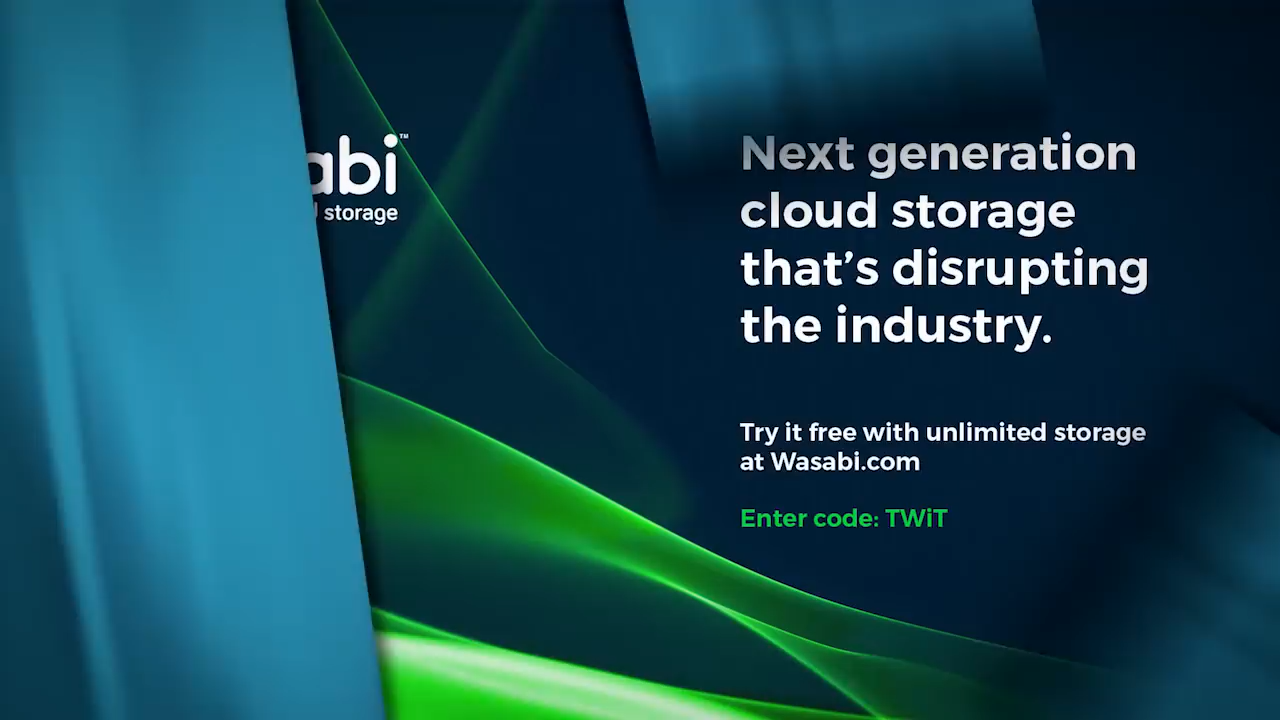 abi™
storage
Next generation
cloud storage
that’s disrupting
the industry.
Try it free with unlimited storage
at Wasabi.com
Enter code: TWiT